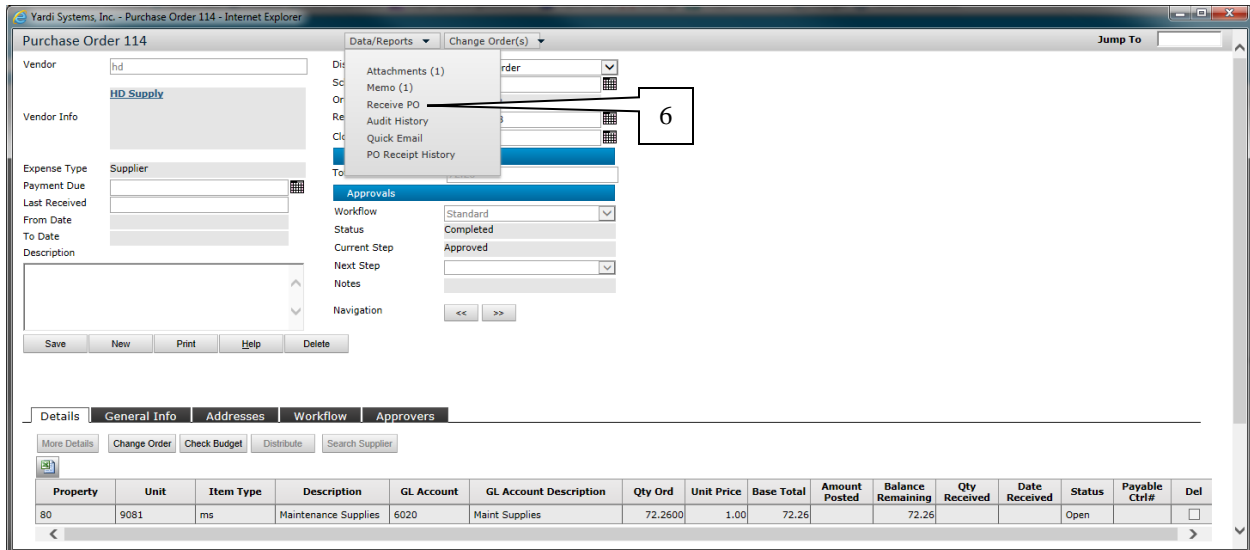 Yardi Systems, Inc. - Purchase Order 114 - Internet Explorer
Purchase Order 114 Data/Reports Change Order(s) Jump To
Vendor hd
HD Supply
Vendor Info
Expense Type Supplier
Payment Due
Last Received
From Date
To Date
Description
Attachments (1)
Memo (1)
Receive PO
Audit History
Quick Email
PO Receipt History
6
Approvals
Workflow Standard
Status Completed
Current Step Approved
Next Step
Notes
Navigation << >>
Save New Print Help Delete
Details General Info Addresses Workflow Approvers
More Details Change Order Check Budget Distribute Search Supplier
Property Unit Item Type Description GL Account GL Account Description Qty Ord Unit Price Base Total Amount Posted Balance Remaining Qty Received Date Received Status Payable Ctrl# Del
80 9081 ms Maintenance Supplies 6020 Maint Supplies 72.2600 1.00 72.26 72.26 Open